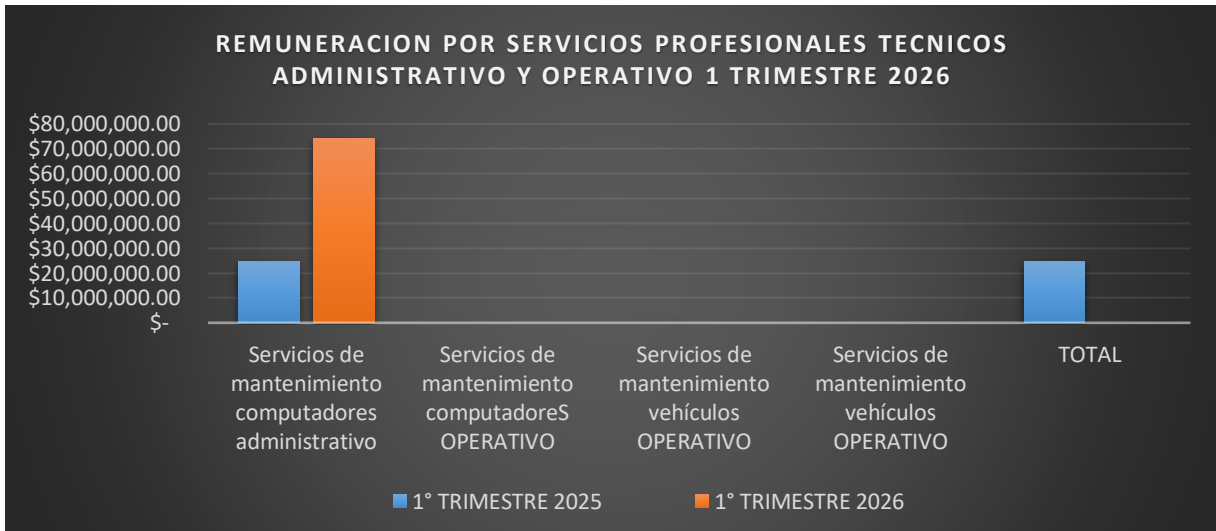 REMUNERACION POR SERVICIOS PROFESIONALES TECNICOS
ADMINISTRATIVO Y OPERATIVO 1 TRIMESTRE 2026
$80,000,000.00
$70,000,000.00
$60,000,000.00
$50,000,000.00
$40,000,000.00
$30,000,000.00
$20,000,000.00
$10,000,000.00
$-
Servicios de
mantenimiento
computadores
administrativo
Servicios de
mantenimiento
computadoreS
OPERATIVO
Servicios de
mantenimiento
vehículos
OPERATIVO
Servicios de
mantenimiento
vehículos
OPERATIVO
TOTAL
1° TRIMESTRE 2025
1° TRIMESTRE 2026